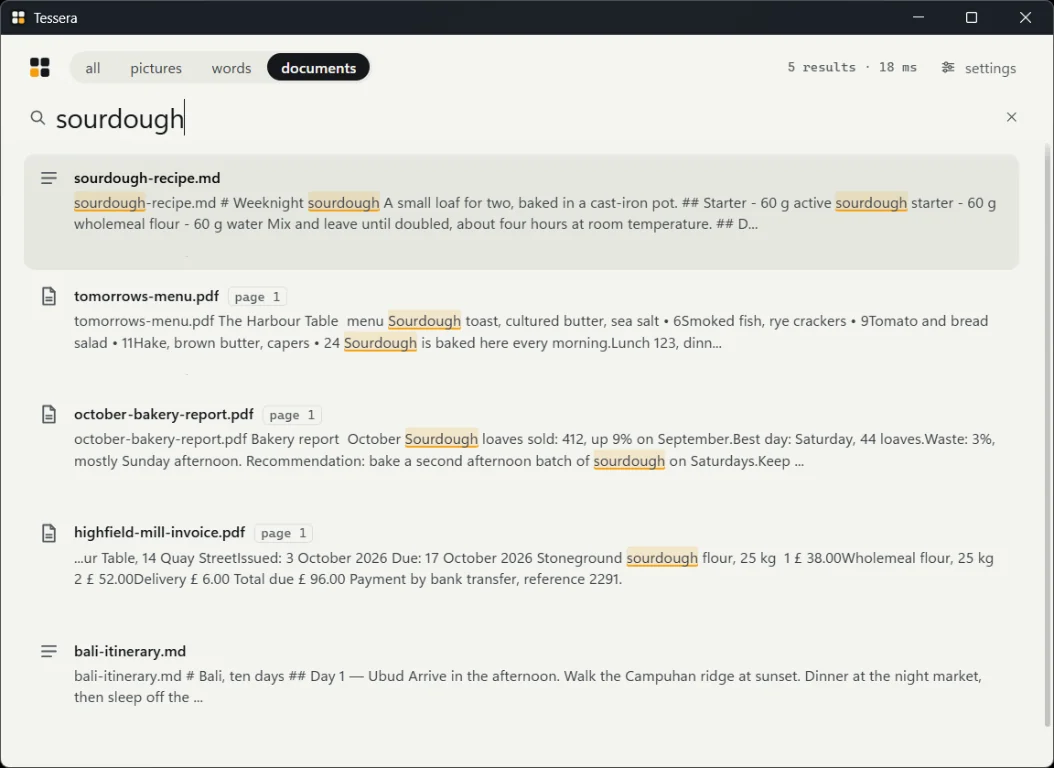 Tessera
all pictures words documents
5 results · 18 ms settings
sourdough
sourdough-recipe.md
sourdough-recipe.md # Weeknight sourdough A small loaf for two, baked in a cast-iron pot. ## Starter - 60 g active sourdough starter - 60 g
wholemeal flour - 60 g water Mix and leave until doubled, about four hours at room temperature. ## D...
tomorrows-menu.pdf page 1
tomorrows-menu.pdf The Harbour Table menu Sourdough toast, cultured butter, sea salt • 6Smoked fish, rye crackers • 9Tomato and bread
salad • 11Hake, brown butter, capers • 24 Sourdough is baked here every morning.Lunch 123, dinn...
october-bakery-report.pdf page 1
october-bakery-report.pdf Bakery report October Sourdough loaves sold: 412, up 9% on September.Best day: Saturday, 44 loaves.Waste: 3%,
mostly Sunday afternoon. Recommendation: bake a second afternoon batch of sourdough on Saturdays.Keep ...
highfield-mill-invoice.pdf page 1
...ur Table, 14 Quay StreetIssued: 3 October 2026 Due: 17 October 2026 Stoneground sourdough flour, 25 kg 1 £ 38.00Wholemeal flour, 25 kg
2 £ 52.00Delivery £ 6.00 Total due £ 96.00 Payment by bank transfer, reference 2291.
bali-itinerary.md
bali-itinerary.md # Bali, ten days ## Day 1 — Ubud Arrive in the afternoon. Walk the Campuhan ridge at sunset. Dinner at the night market,
then sleep off the ...